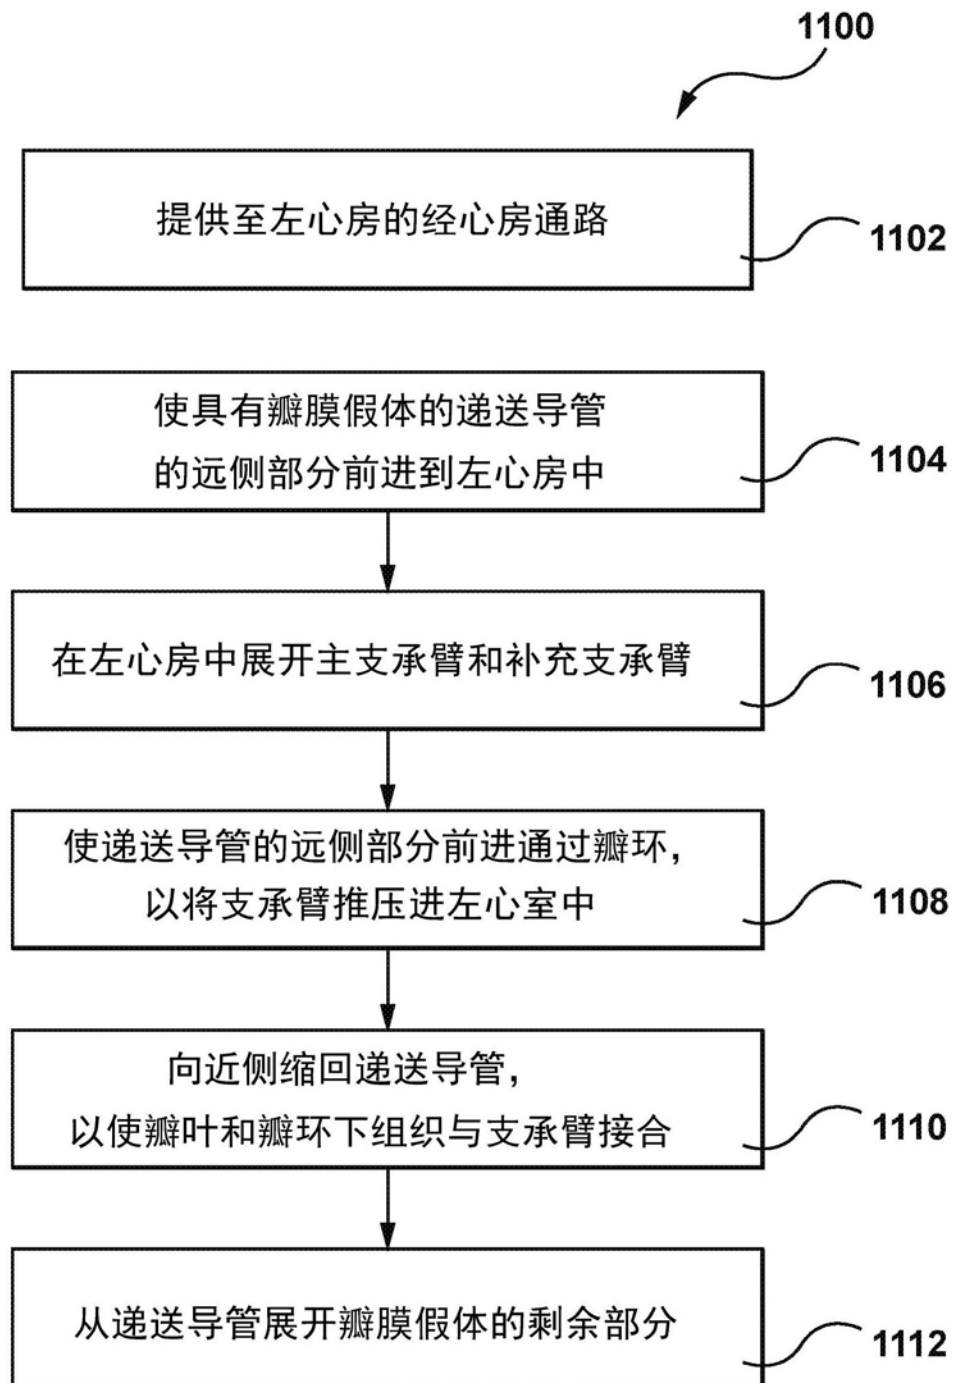 1100
提供至左心房的经心房通路
1102
使具有瓣膜假体的递送导管
的远侧部分前进到左心房中
1104
在左心房中展开主支承臂和补充支承臂
1106
使递送导管的远侧部分前进通过瓣环，
以将支承臂推压进左心室中
1108
向近侧缩回递送导管，
以使瓣叶和瓣环下组织与支承臂接合
1110
从递送导管展开瓣膜假体的剩余部分
1112